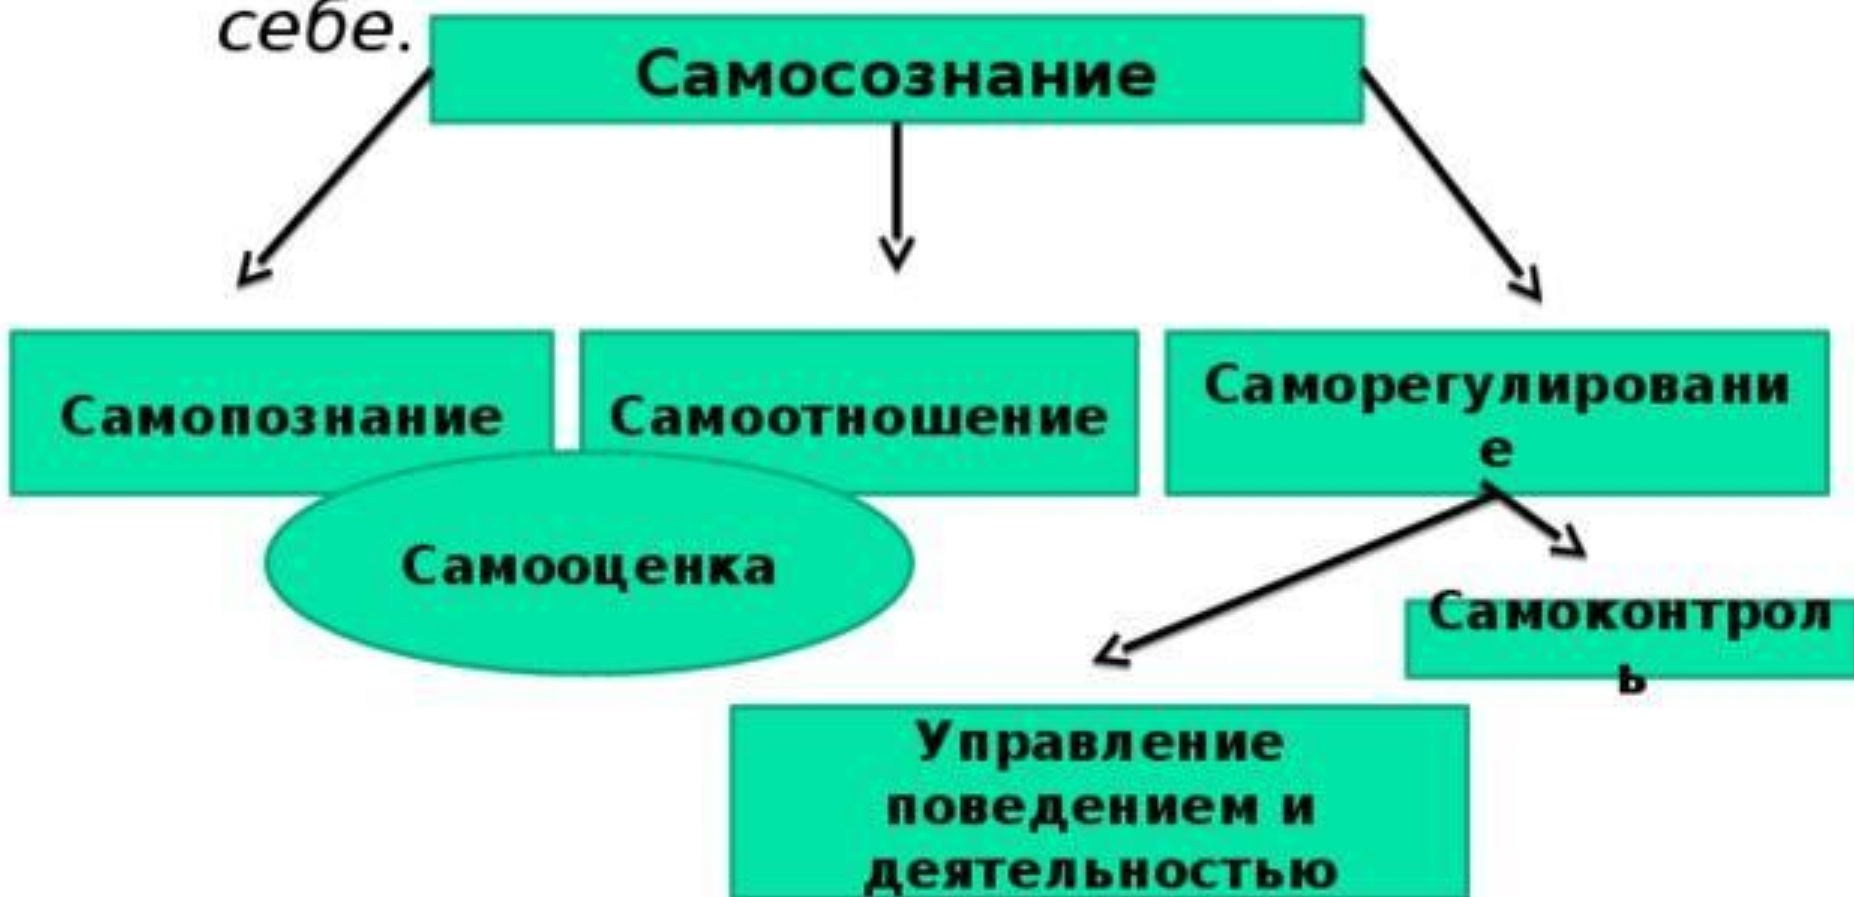 себе.
Самосознание
Самопознание
Самоотношение
Саморегулировани
е
Самооценка
Самоконтрол
ь
Управление
поведением и
деятельностью